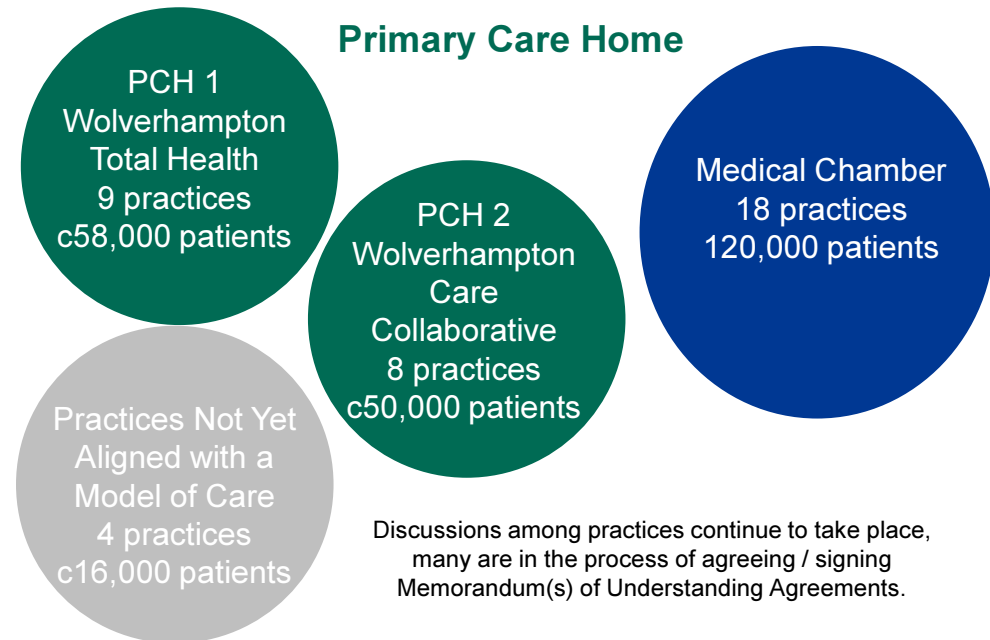 Primary Care Home
PCH 1
Wolverhampton
Total Health
9 practices
c58,000 patients
PCH 2
Wolverhampton
Care
Collaborative
8 practices
c50,000 patients
Medical Chamber
18 practices
120,000 patients
Practices Not Yet
Aligned with a
Model of Care
4 practices
c16,000 patients
Discussions among practices continue to take place,
many are in the process of agreeing / signing
Memorandum(s) of Understanding Agreements.